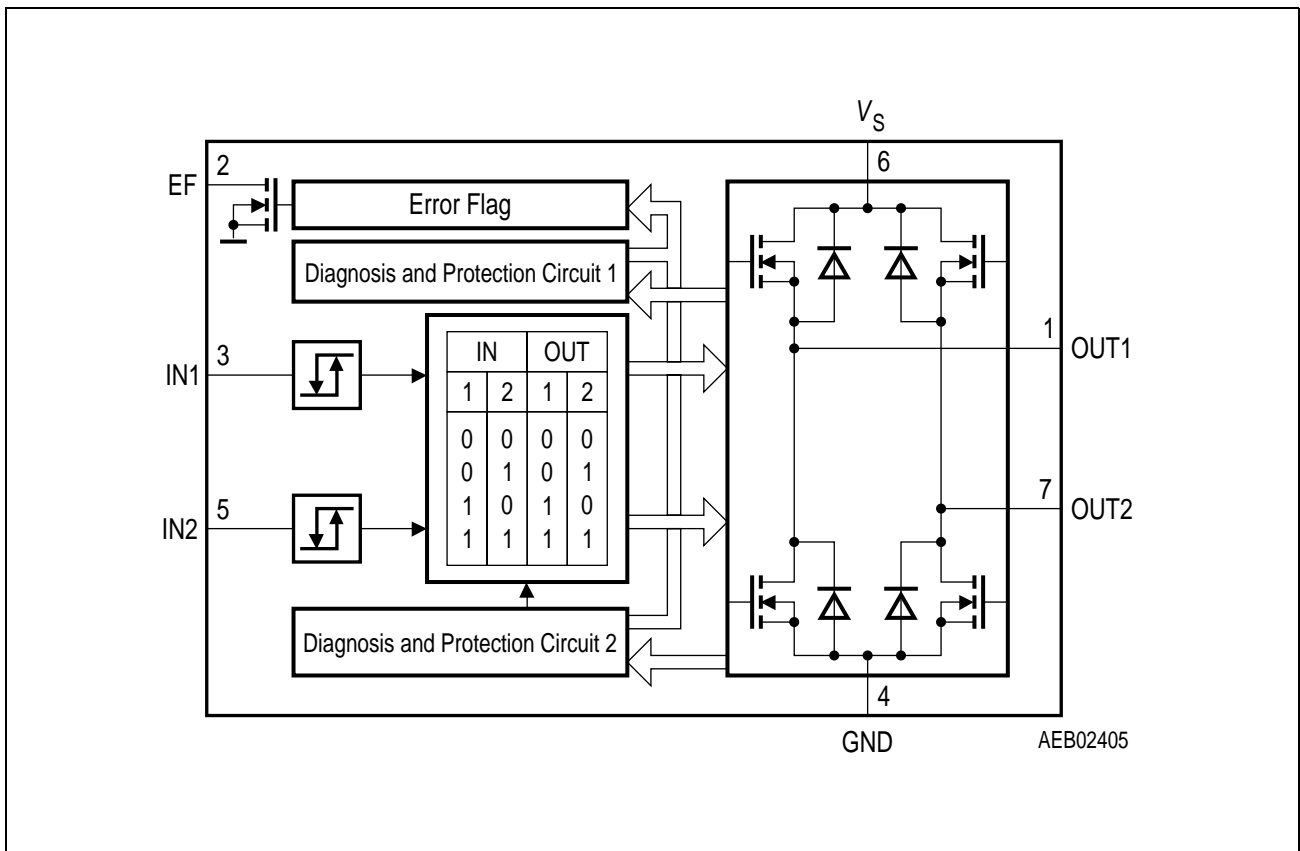 V_S
6
2
EF
Error Flag
Diagnosis and Protection Circuit 1
1
OUT1
3
IN1
IN OUT
1 2 1 2
0 0 0 0
0 1 0 1
1 0 1 0
1 1 1 1
5
IN2
7
OUT2
Diagnosis and Protection Circuit 2
4
GND
AEB02405